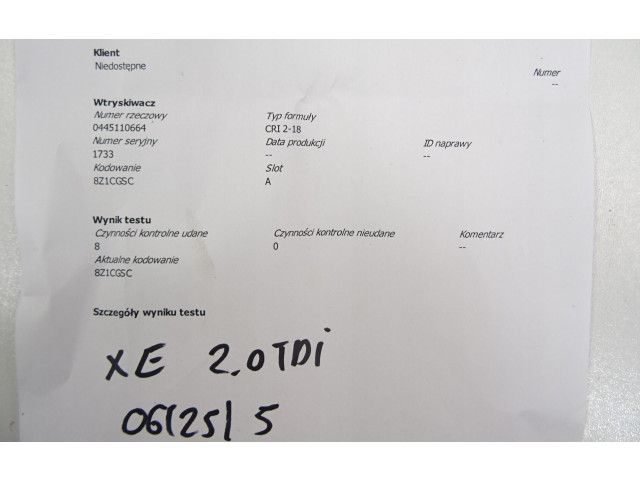 Klient
Niedostępne
Numer
--
Wtryskiwacz
Numer rzeczowy Typ formuły
0445110664 CRI 2-18
Numer seryjny Data produkcji ID naprawy
1733 -- --
Kodowanie Slot
8Z1CGSC A
Wynik testu
Czynności kontrolne udane Czynności kontrolne nieudane Komentarz
8 0 --
Aktualne kodowanie
8Z1CGSC
Szczegóły wyniku testu
XE 2.0TDi
06/25/5